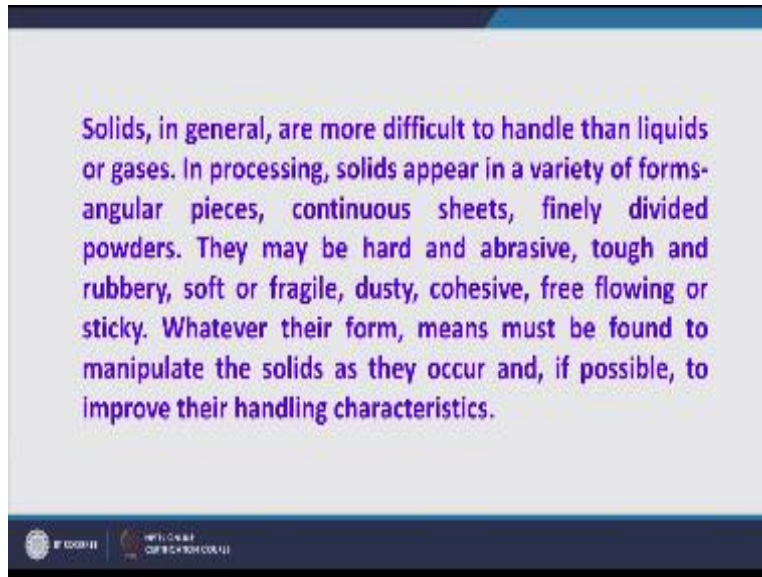 Solids, in general, are more difficult to handle than liquids
or gases. In processing, solids appear in a variety of forms-
angular pieces, continuous sheets, finely divided
powders. They may be hard and abrasive, tough and
rubbery, soft or fragile, dusty, cohesive, free flowing or
sticky. Whatever their form, means must be found to
manipulate the solids as they occur and, if possible, to
improve their handling characteristics.
CERTIFICATION COURSE